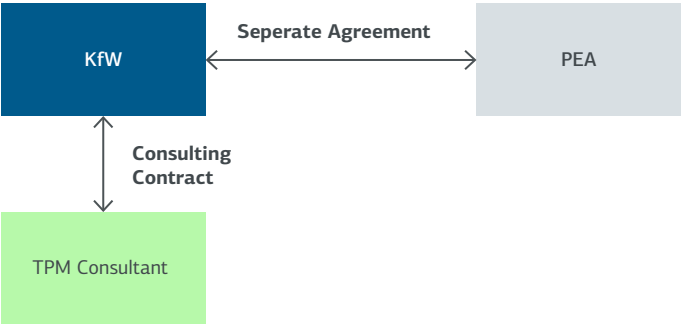 Seperate Agreement
KfW
PEA
Consulting
Contract
TPM Consultant